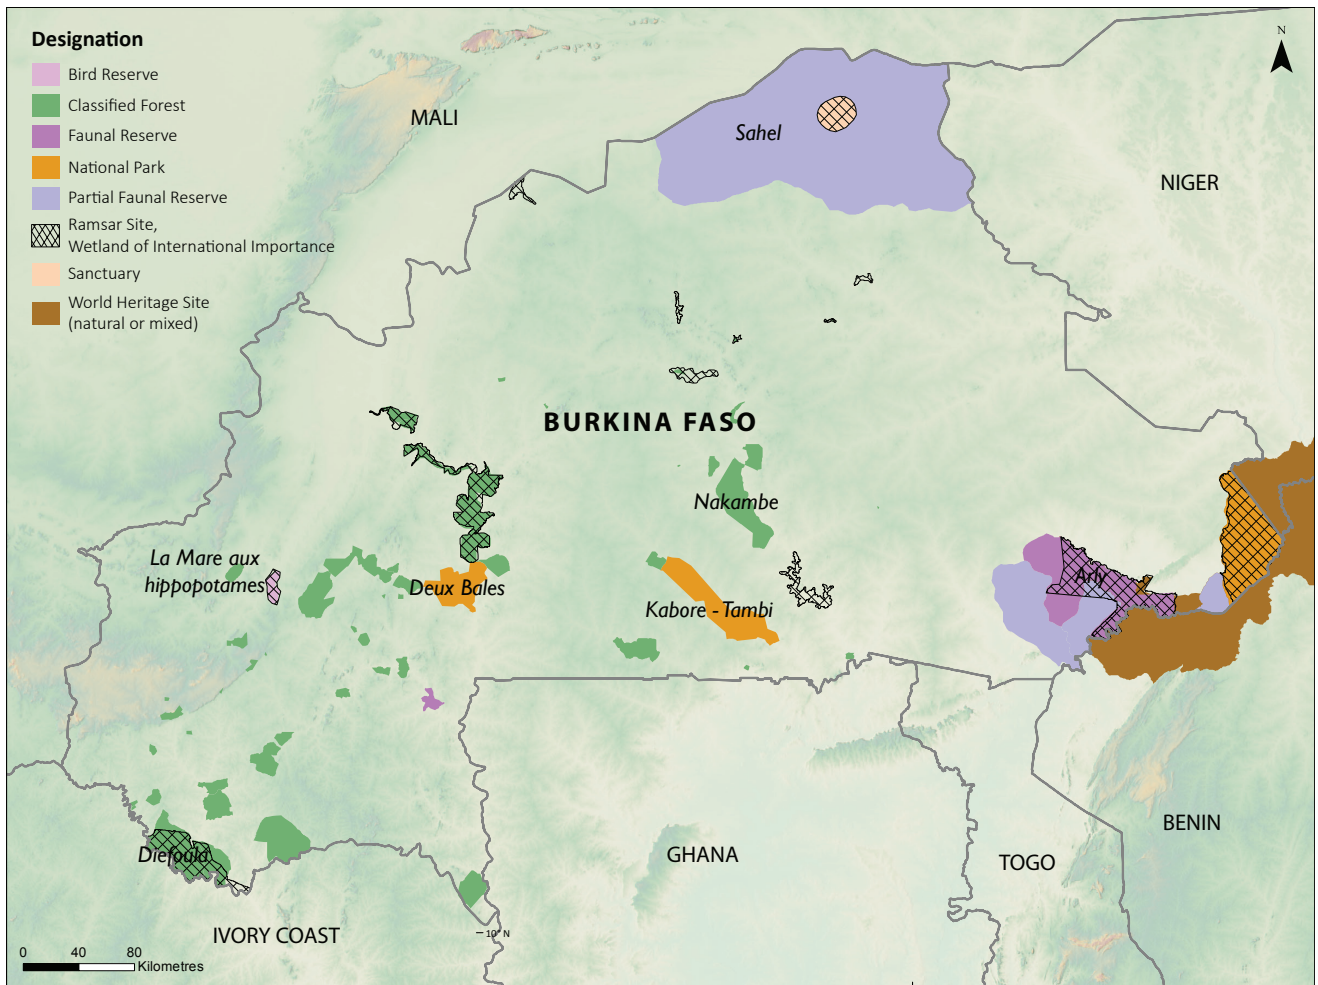 Designation
Bird Reserve
Classified Forest
Faunal Reserve
National Park
Partial Faunal Reserve
Ramsar Site,
Wetland of International Importance
Sanctuary
World Heritage Site
(natural or mixed)
N
MALI
Sahel
NIGER
BURKINA FASO
Nakambe
La Mare aux
hippopotames
Deux Bales
Kabore - Tambi
Arly
Diefoula
GHANA
TOGO
BENIN
IVORY COAST
10° N
0 40 80
Kilometres